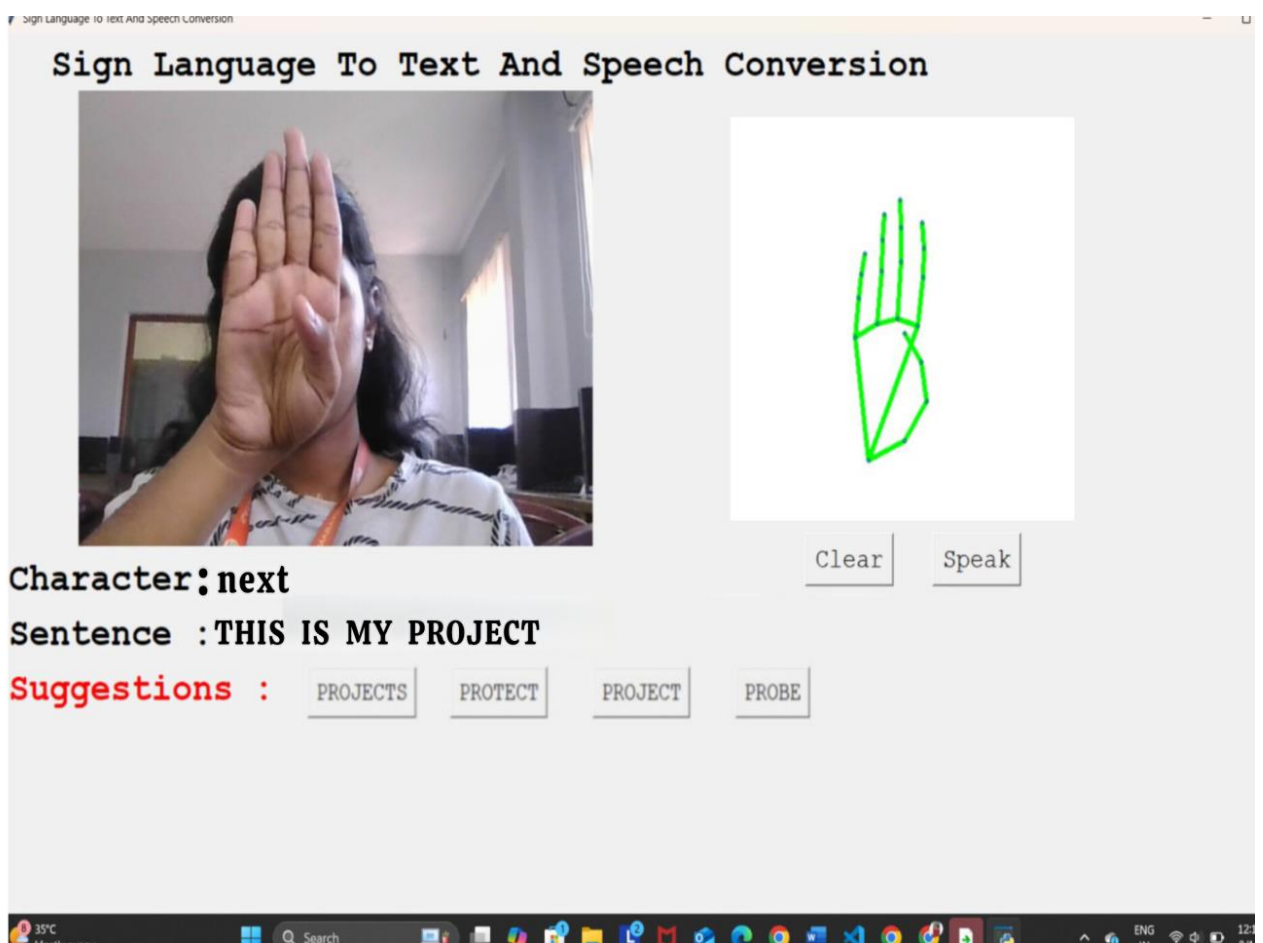 Sign Language To Text And Speech Conversion
Sign Language To Text And Speech Conversion
Clear Speak
Character: next
Sentence : THIS IS MY PROJECT
Suggestions : PROJECTS PROTECT PROJECT PROBE
35°C
Search
ENG